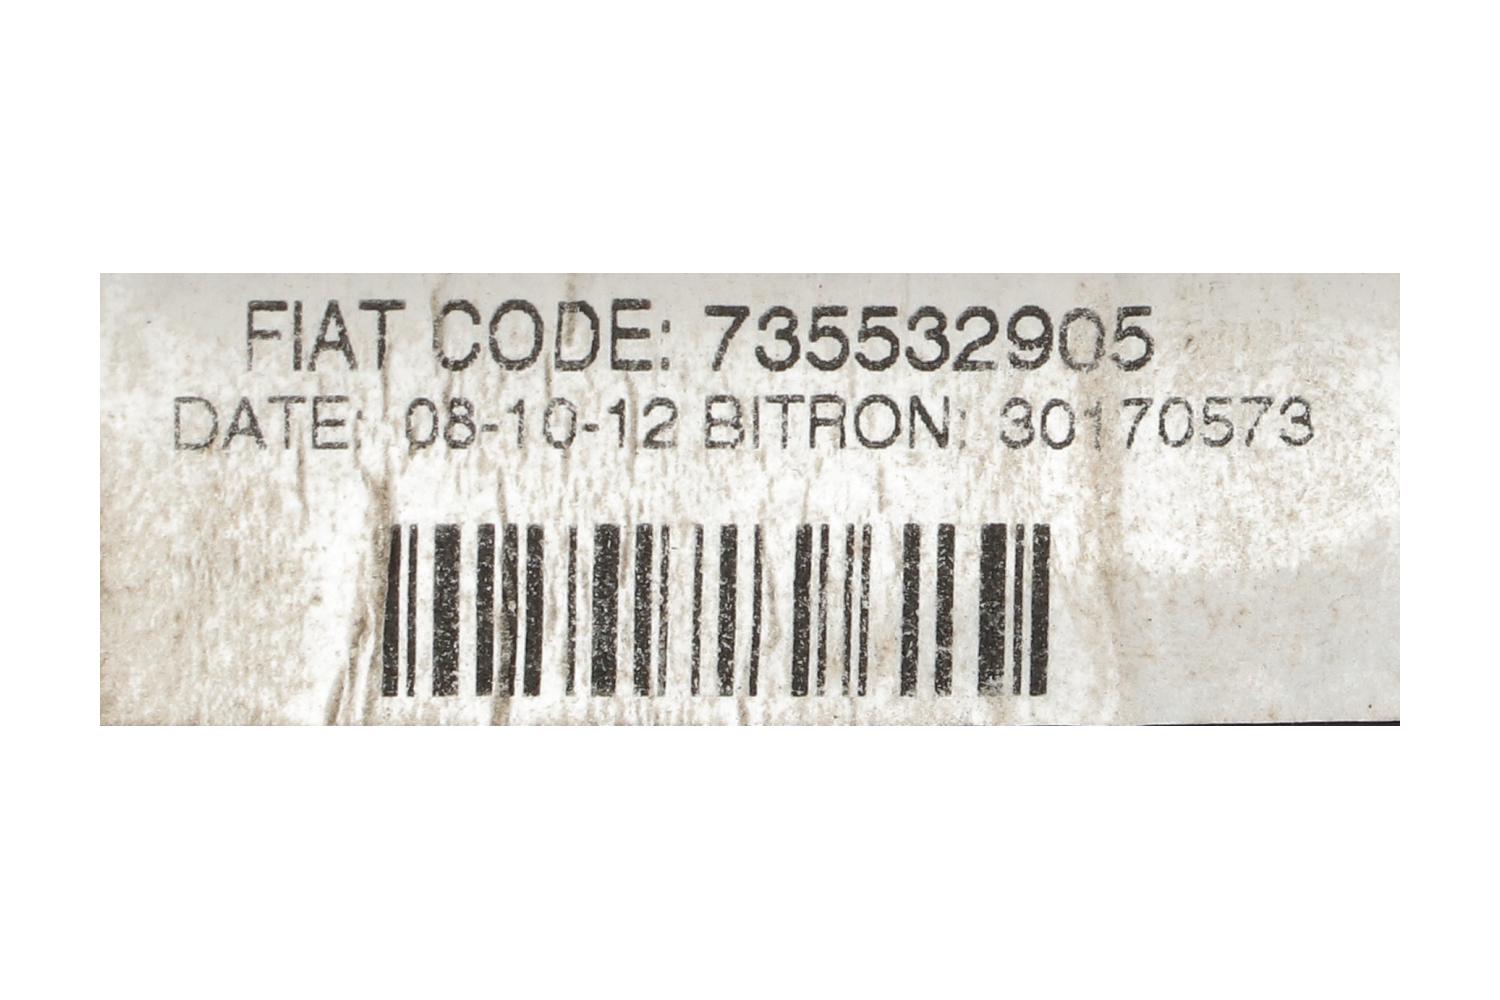 FIAT CODE: 735532905
DATE: 08-10-12 BITRON: 30170573